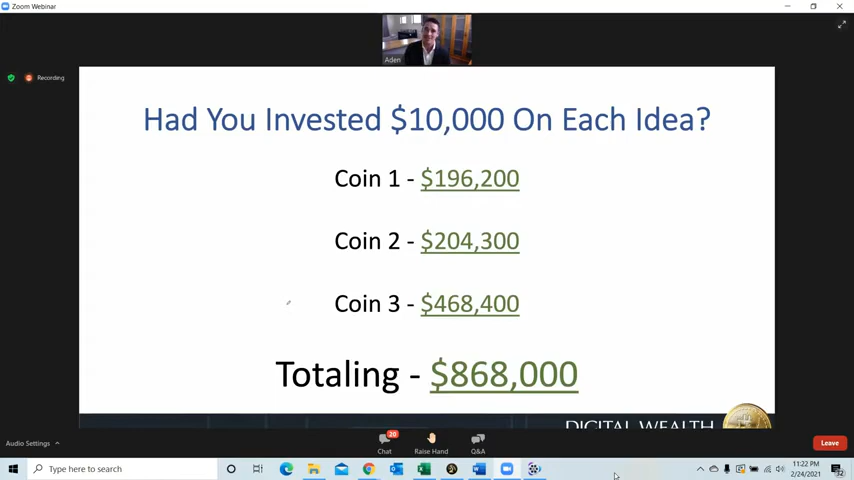 Zoom Webinar
Aden
Recording
Had You Invested $10,000 On Each Idea?
Coin 1 - $196,200
Coin 2 - $204,300
Coin 3 - $468,400
Totaling - $868,000
DIGITAL WEALTH
Audio Settings
20
Chat
Raise Hand
Q&A
Leave
Type here to search
11:22 PM
2/24/2021